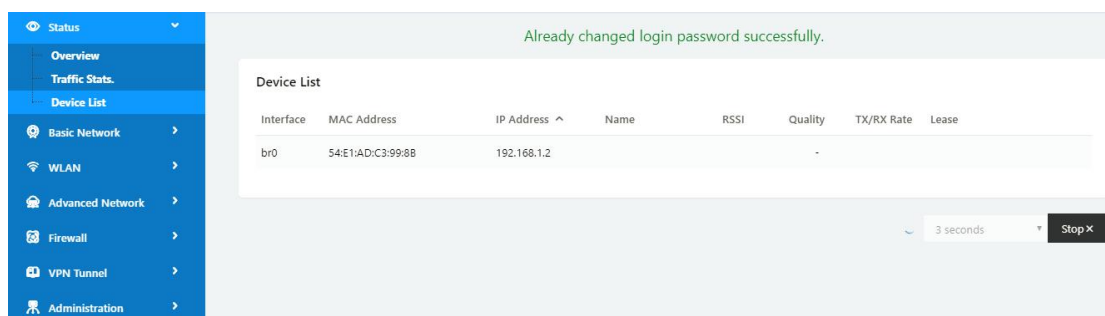 Status
Overview
Traffic Stats.
Device List
Basic Network
WLAN
Advanced Network
Firewall
VPN Tunnel
Administration
Already changed login password successfully.
Device List
Interface MAC Address IP Address Name RSSI Quality TX/RX Rate Lease
br0 54:E1:AD:C3:99:8B 192.168.1.2 -
3 seconds Stop ×